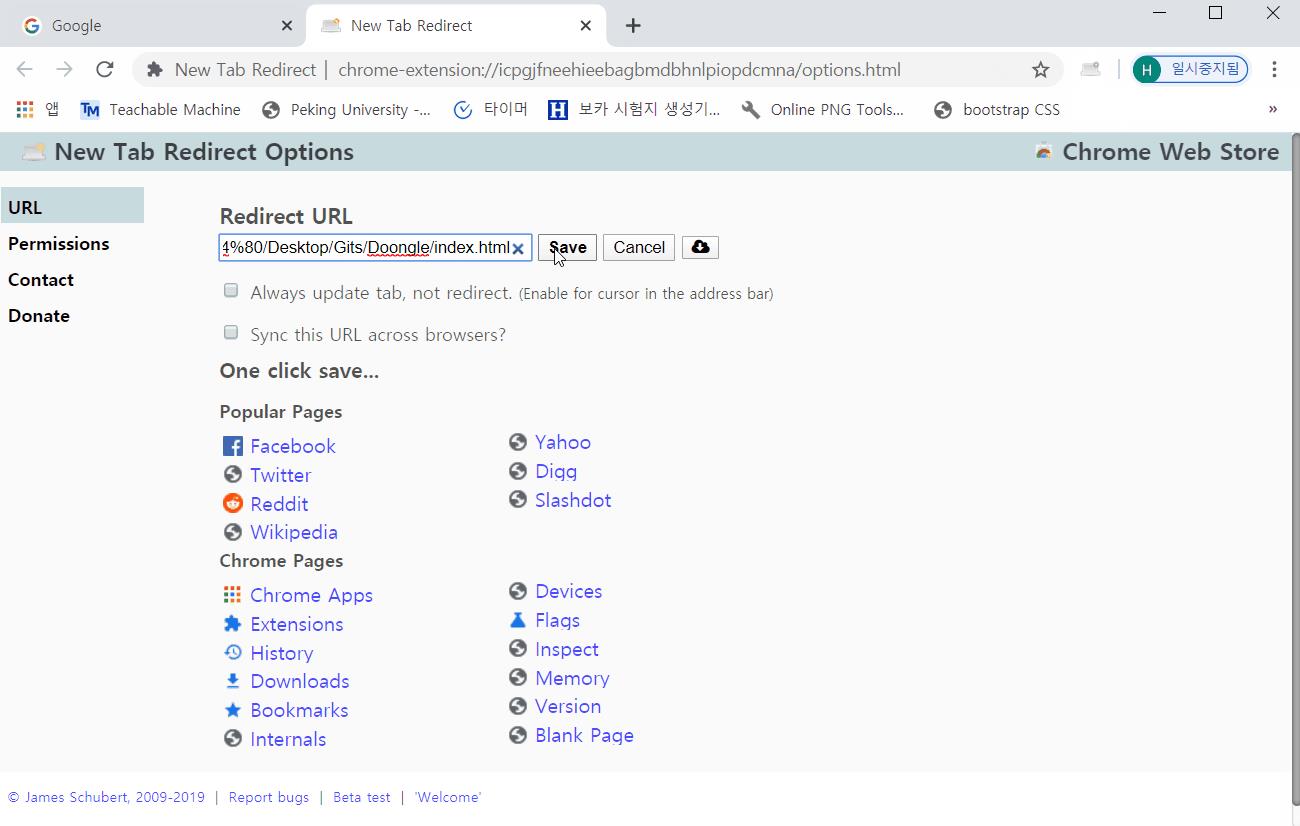 Google
New Tab Redirect
New Tab Redirect | chrome-extension://icpgjfneehieebagbmdbhnlpiopdcmna/options.html
H 일시중지됨
앱 TM Teachable Machine Peking University -... 타이머 H 보카 시험지 생성기... Online PNG Tools... bootstrap CSS »
New Tab Redirect Options Chrome Web Store
URL
Permissions
Contact
Donate
Redirect URL
4%80/Desktop/Gits/Doongle/index.html Save Cancel
Always update tab, not redirect. (Enable for cursor in the address bar)
Sync this URL across browsers?
One click save...
Popular Pages
Facebook
Twitter
Reddit
Wikipedia
Yahoo
Digg
Slashdot
Chrome Pages
Chrome Apps
Extensions
History
Downloads
Bookmarks
Internals
Devices
Flags
Inspect
Memory
Version
Blank Page
© James Schubert, 2009-2019 | Report bugs | Beta test | 'Welcome'